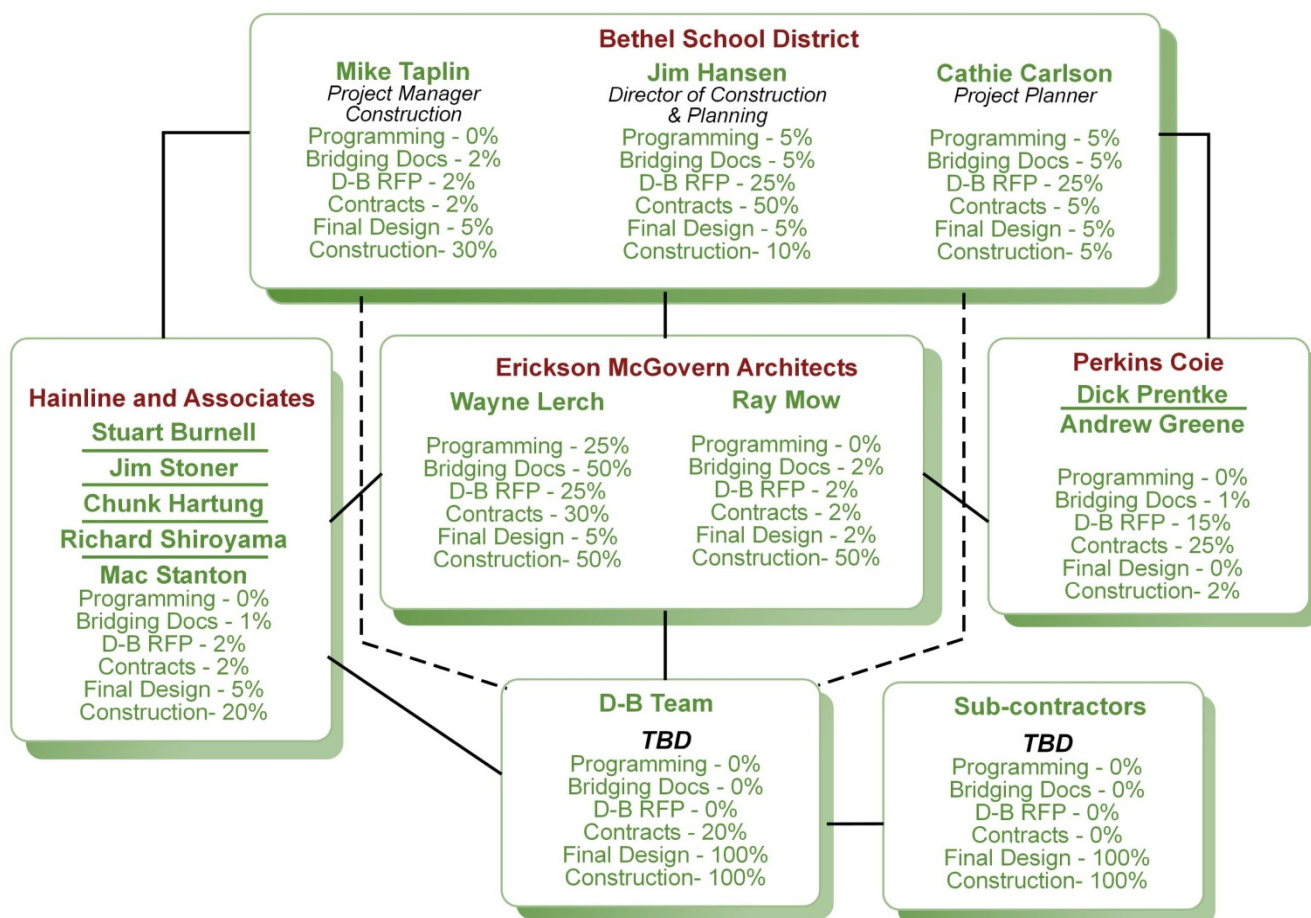 Bethel School District
Mike Taplin
Project Manager
Construction
Programming - 0%
Bridging Docs - 2%
D-B RFP - 2%
Contracts - 2%
Final Design - 5%
Construction- 30%
Jim Hansen
Director of Construction
& Planning
Programming - 5%
Bridging Docs - 5%
D-B RFP - 25%
Contracts - 50%
Final Design - 5%
Construction- 10%
Cathie Carlson
Project Planner
Programming - 5%
Bridging Docs - 5%
D-B RFP - 25%
Contracts - 5%
Final Design - 5%
Construction- 5%
Hainline and Associates
Stuart Burnell
Jim Stoner
Chunk Hartung
Richard Shiroyama
Mac Stanton
Programming - 0%
Bridging Docs - 1%
D-B RFP - 2%
Contracts - 2%
Final Design - 5%
Construction- 20%
Erickson McGovern Architects
Wayne Lerch
Programming - 25%
Bridging Docs - 50%
D-B RFP - 25%
Contracts - 30%
Final Design - 5%
Construction- 50%
Ray Mow
Programming - 0%
Bridging Docs - 2%
D-B RFP - 2%
Contracts - 2%
Final Design - 2%
Construction- 50%
Perkins Coie
Dick Prentke
Andrew Greene
Programming - 0%
Bridging Docs - 1%
D-B RFP - 15%
Contracts - 25%
Final Design - 0%
Construction- 2%
D-B Team
TBD
Programming - 0%
Bridging Docs - 0%
D-B RFP - 0%
Contracts - 20%
Final Design - 100%
Construction- 100%
Sub-contractors
TBD
Programming - 0%
Bridging Docs - 0%
D-B RFP - 0%
Contracts - 0%
Final Design - 100%
Construction- 100%